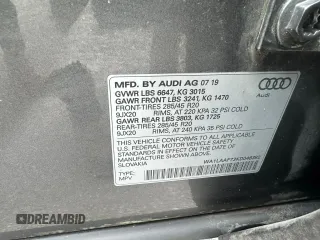 MFD. BY AUDI AG 07 19
GVWR LBS 6647, KG 3015
GAWR FRONT LBS 3241, KG 1470
FRONT-TIRES 285/45 R20
9JX20 RIMS, AT 220 KPA 32 PSI COLD
GAWR REAR LBS 3803, KG 1725
REAR-TIRES 285/45 R20
9JX20 RIMS, AT 240 KPA 35 PSI COLD
THIS VEHICLE CONFORMS TO ALL APPLICABLE
U.S. FEDERAL MOTOR VEHICLE SAFETY
STANDARDS IN EFFECT ON THE DATE OF
MANUFACTURE SHOWN ABOVE.
SLOVAKIA
TYPE:
MPV
DREAMBID